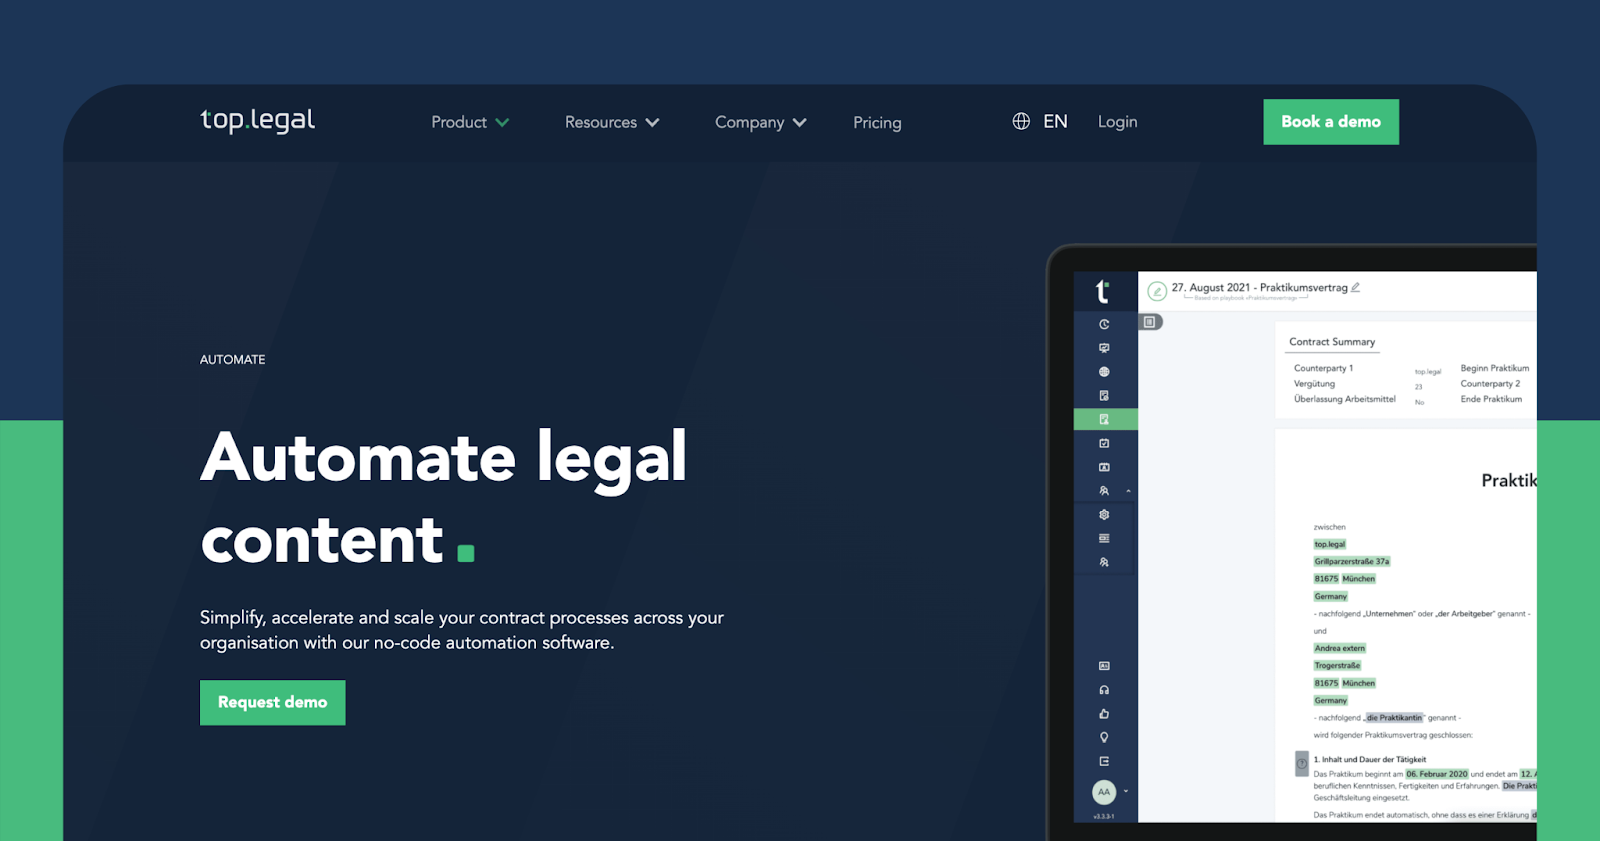 top.legal
Product
Resources
Company
Pricing
EN
Login
Book a demo
AUTOMATE
Automate legal
content.
Simplify, accelerate and scale your contract processes across your
organisation with our no-code automation software.
Request demo
27. August 2021 - Praktikumsvertrag
Based on playbook »Praktikumsvertrag«
Contract Summary
Counterparty 1 top.legal Beginn Praktikum
Vergütung 23 Counterparty 2
Überlassung Arbeitsmittel No Ende Praktikum
Praktik
zwischen
top.legal
Grillparzerstraße 37a
81675 München
Germany
- nachfolgend „Unternehmen" oder „der Arbeitgeber" genannt -
und
Andrea extern
Trogerstraße
81675 München
Germany
- nachfolgend „die Praktikantin" genannt -
wird folgender Praktikumsvertrag geschlossen:
1. Inhalt und Dauer der Tätigkeit
Das Praktikum beginnt am 06. Februar 2020 und endet am 12. A
beruflichen Kenntnissen, Fertigkeiten und Erfahrungen. Die Prakti
Geschäftsleitung eingesetzt.
Das Praktikum endet automatisch, ohne dass es einer Erklärung d
AA
v3.3.3-1